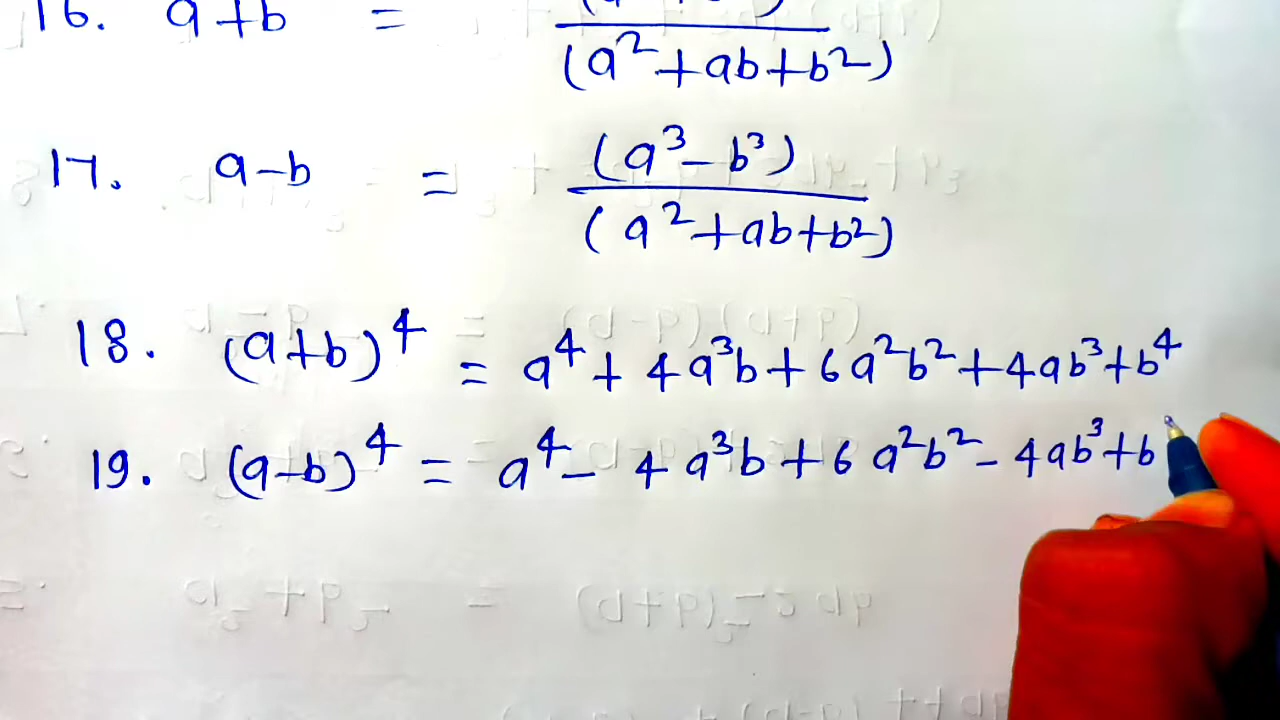 16. a+b =
(a²+ab+b²)
17. a-b = (a³-b³)
(a²+ab+b²)
18. (a+b)⁴ = a⁴+4a³b+6a²b²+4ab³+b⁴
19. (a-b)⁴ = a⁴-4a³b+6a²b²-4ab³+b